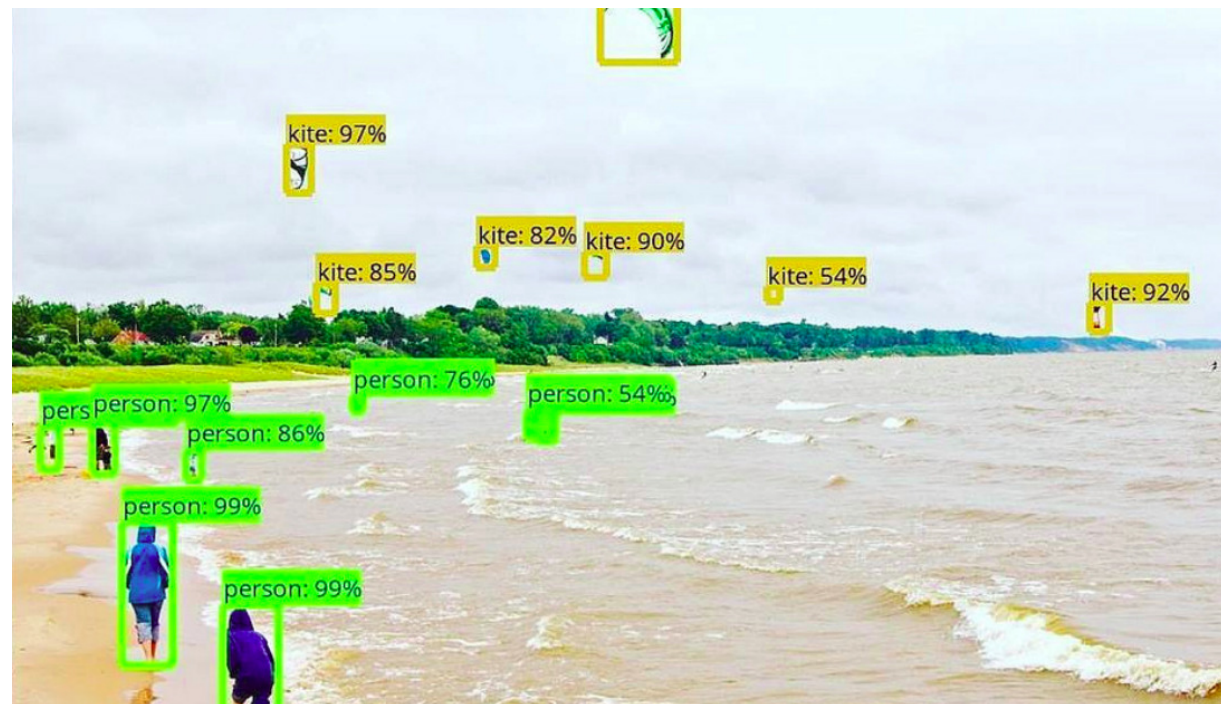 kite: 97%
kite: 82%
kite: 90%
kite: 85%
kite: 54%
kite: 92%
person: 76%
person: 54%
pers
person: 97%
person: 86%
person: 99%
person: 99%